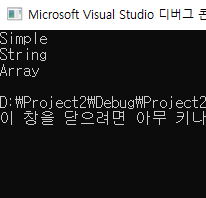 Microsoft Visual Studio 디버그 콘
Simple
String
Array
D:₩Project2₩Debug₩Project2
이 창을 닫으려면 아무 키나